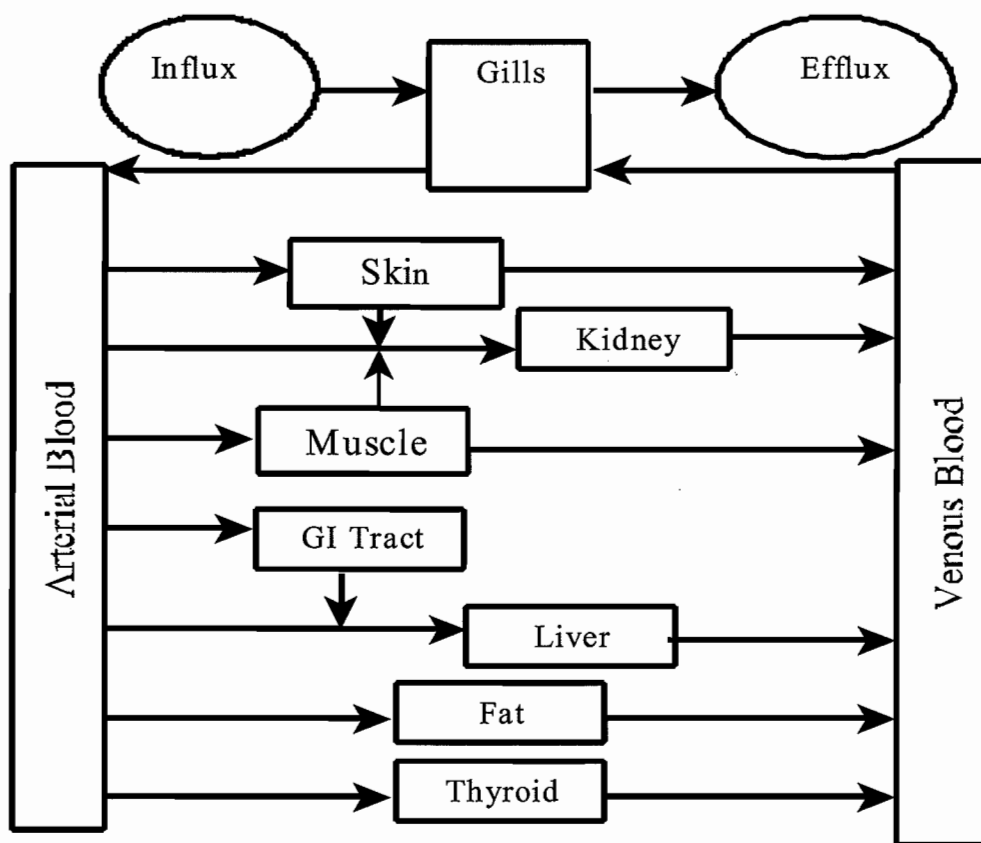 Influx
Gills
Efflux
Skin
Kidney
Arterial Blood
Muscle
Venous Blood
GI Tract
Liver
Fat
Thyroid